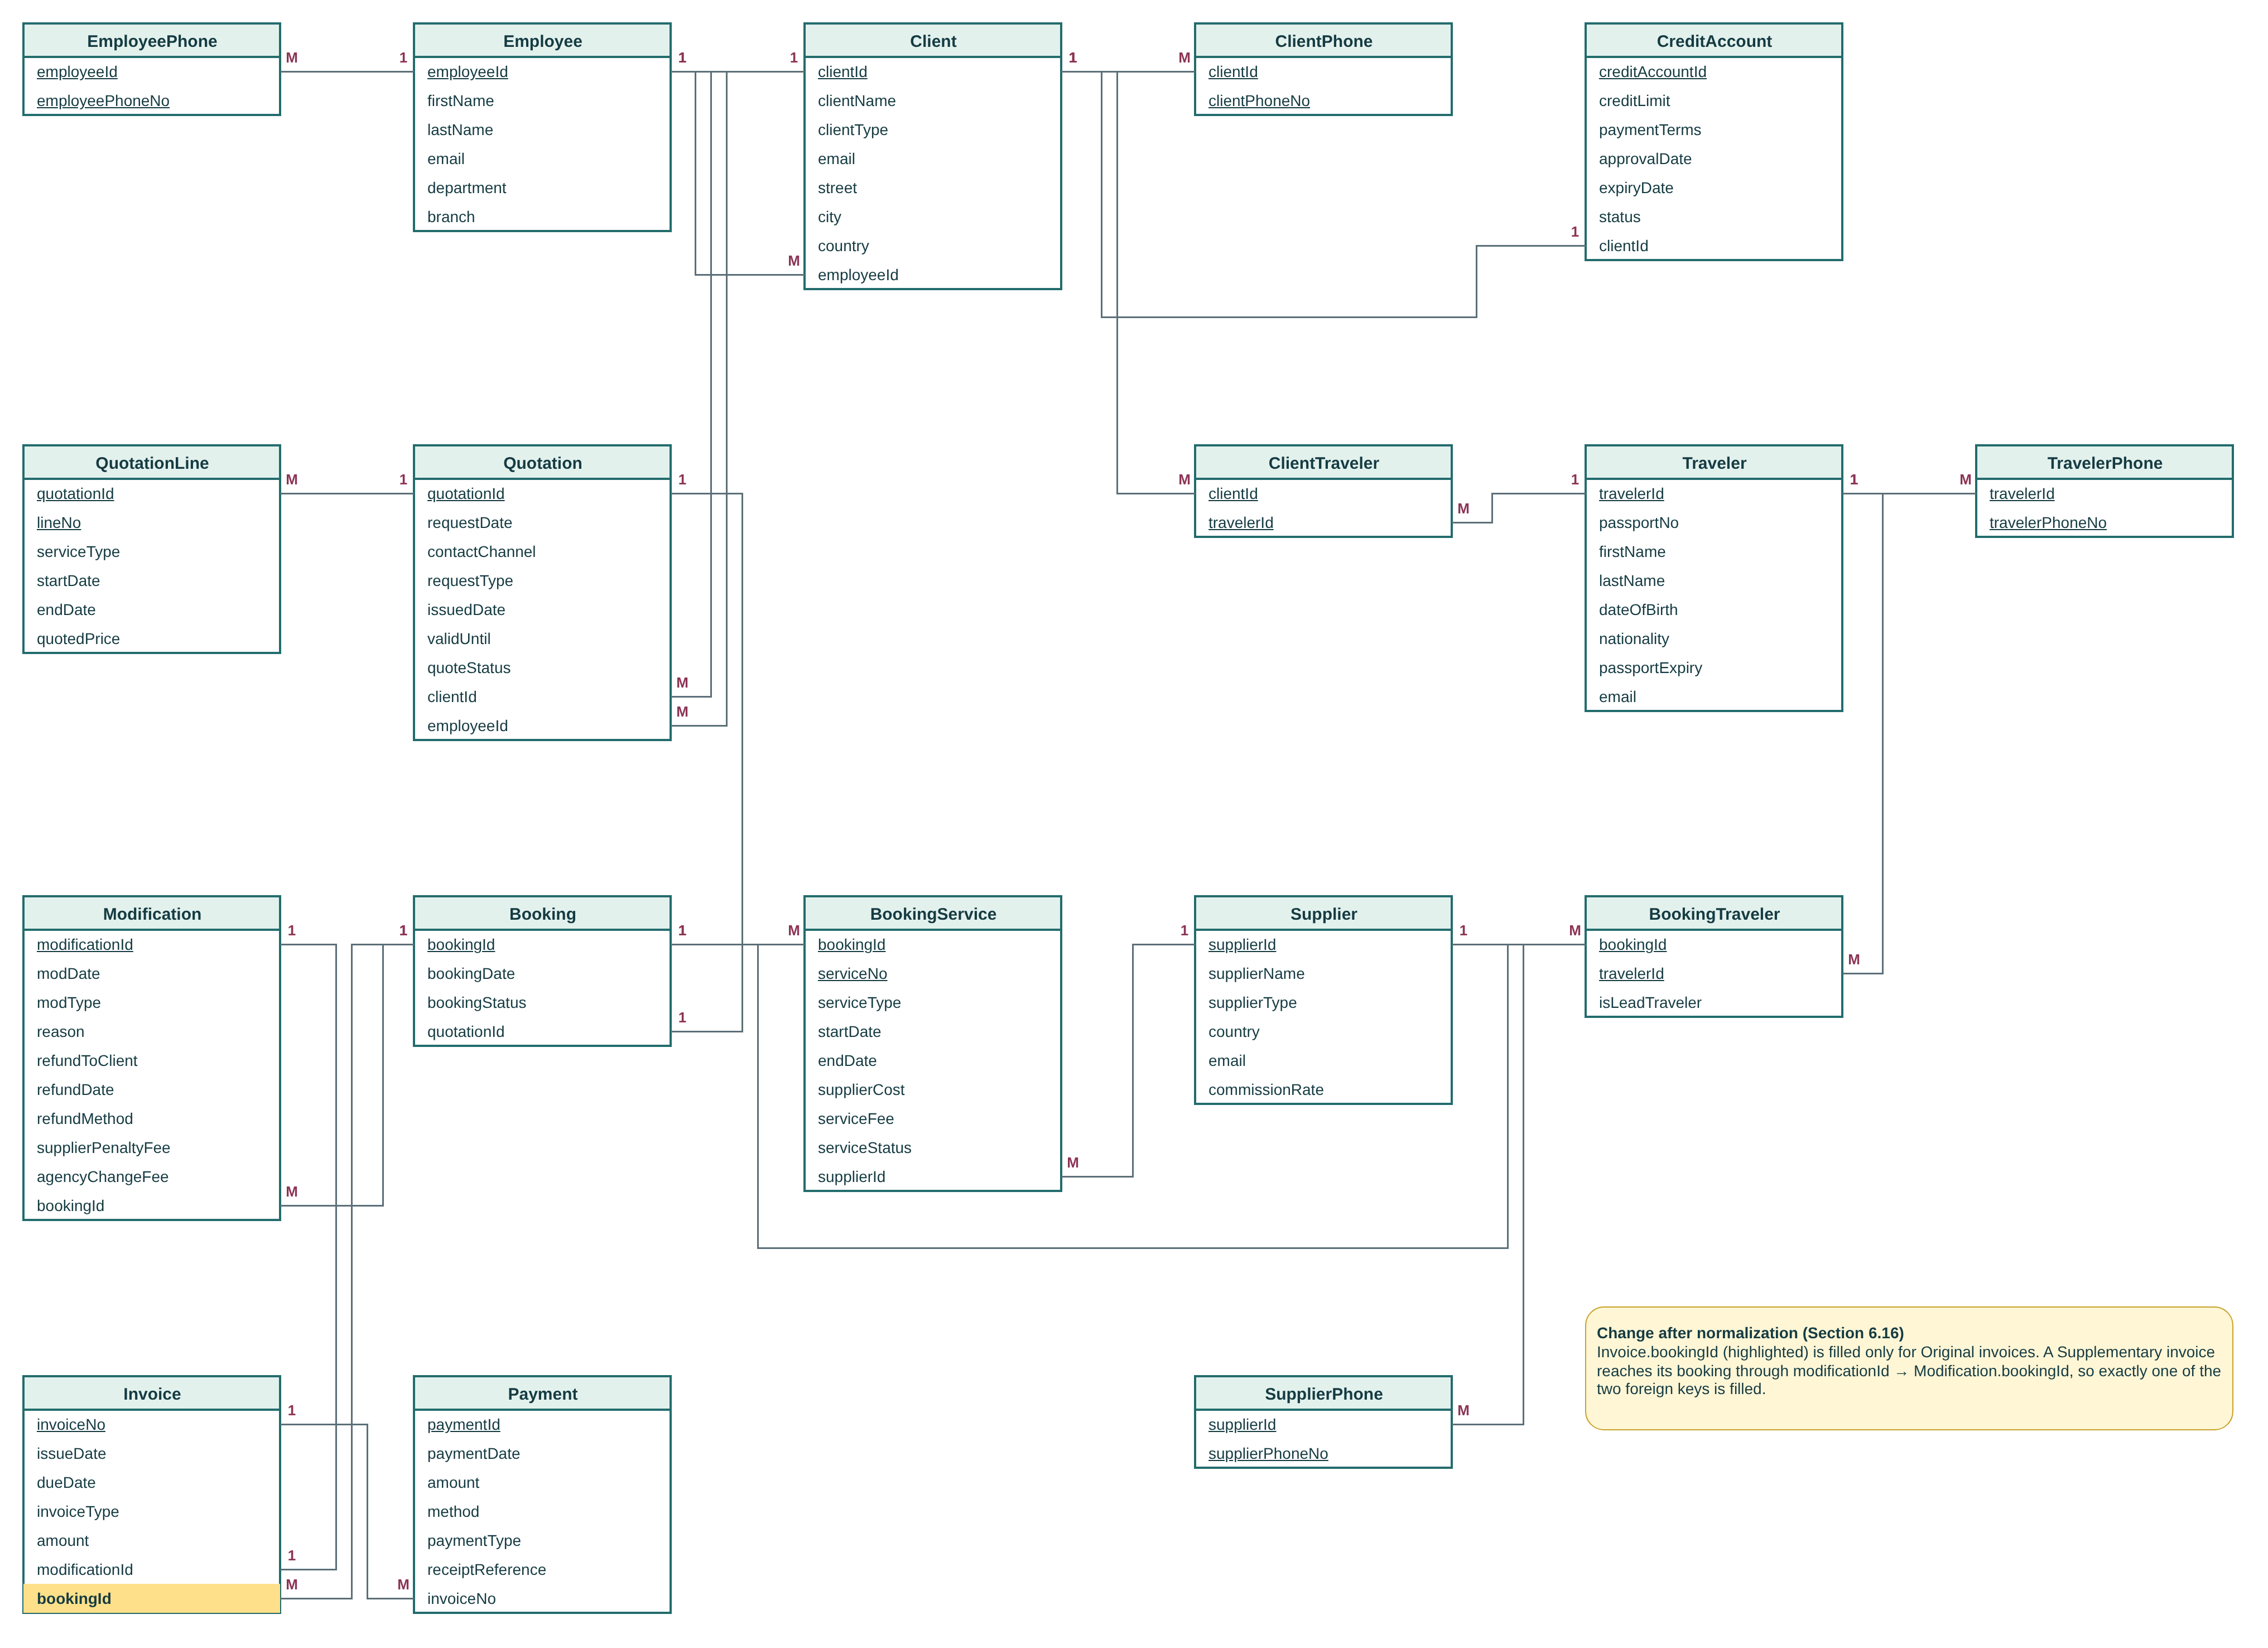 EmployeePhone
employeeId
employeePhoneNo
M
1
Employee
employeeId
firstName
lastName
email
department
branch
1
1
M
Client
clientId
clientName
clientType
email
street
city
country
employeeId
1
M
ClientPhone
clientId
clientPhoneNo
CreditAccount
creditAccountId
creditLimit
paymentTerms
approvalDate
expiryDate
status
clientId
1
QuotationLine
quotationId
lineNo
serviceType
startDate
endDate
quotedPrice
M
1
Quotation
quotationId
requestDate
contactChannel
requestType
issuedDate
validUntil
quoteStatus
clientId
employeeId
1
M
M
M
ClientTraveler
clientId
travelerId
M
1
Traveler
travelerId
passportNo
firstName
lastName
dateOfBirth
nationality
passportExpiry
email
1
M
TravelerPhone
travelerId
travelerPhoneNo
Modification
modificationId
modDate
modType
reason
refundToClient
refundDate
refundMethod
supplierPenaltyFee
agencyChangeFee
bookingId
1
M
1
Booking
bookingId
bookingDate
bookingStatus
quotationId
1
1
M
BookingService
bookingId
serviceNo
serviceType
startDate
endDate
supplierCost
serviceFee
serviceStatus
supplierId
M
1
Supplier
supplierId
supplierName
supplierType
country
email
commissionRate
1
M
BookingTraveler
bookingId
travelerId
isLeadTraveler
M
Invoice
invoiceNo
issueDate
dueDate
invoiceType
amount
modificationId
bookingId
1
1
M
M
Payment
paymentId
paymentDate
amount
method
paymentType
receiptReference
invoiceNo
SupplierPhone
supplierId
supplierPhoneNo
M
Change after normalization (Section 6.16)
Invoice.bookingId (highlighted) is filled only for Original invoices. A Supplementary invoice
reaches its booking through modificationId → Modification.bookingId, so exactly one of the
two foreign keys is filled.